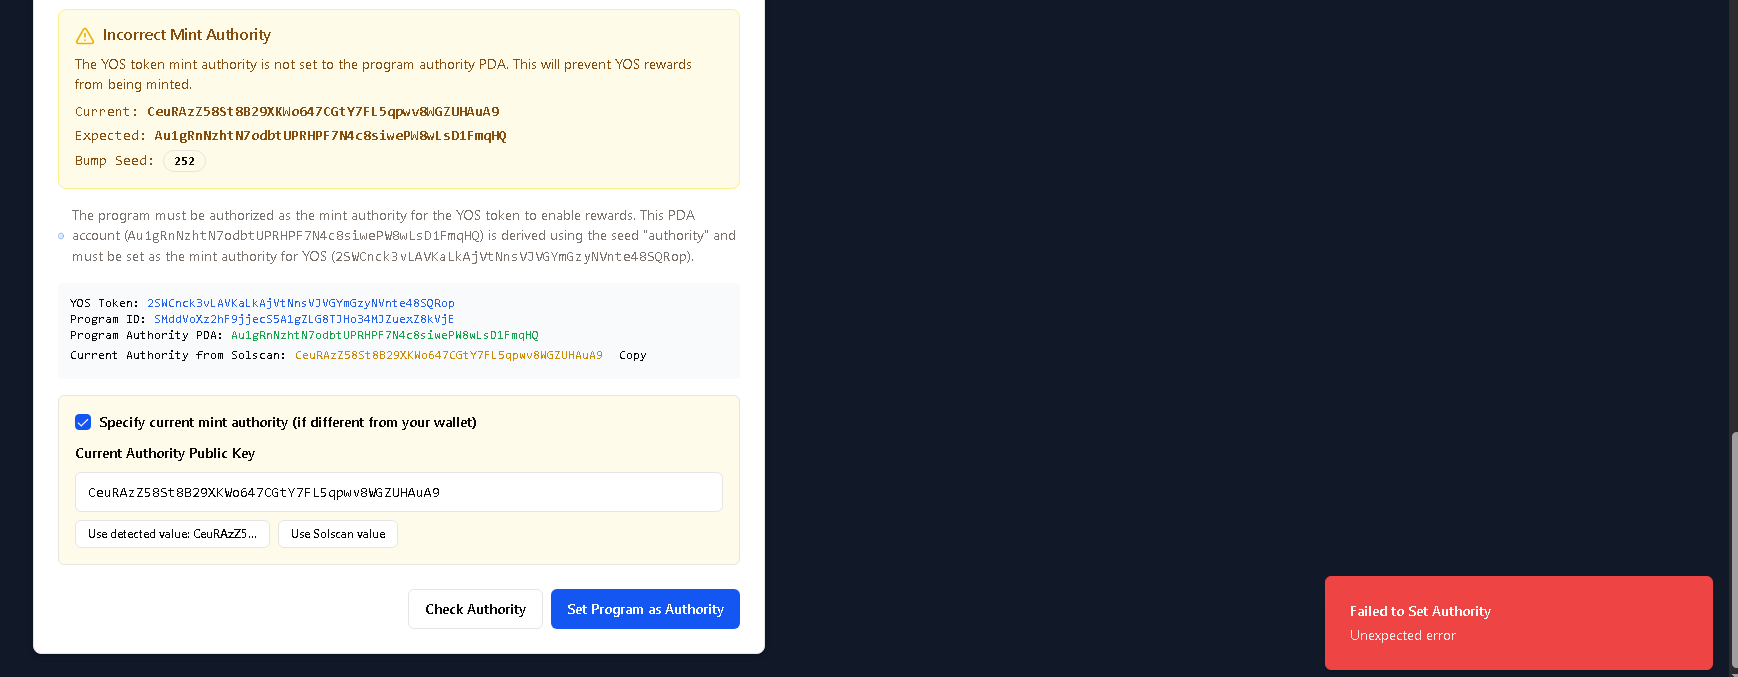 Incorrect Mint Authority
The YOS token mint authority is not set to the program authority PDA. This will prevent YOS rewards
from being minted.
Current: CeuRAzZ58St8B29XKWo647CGtY7FL5qpwv8WGZUHAuA9
Expected: Au1gRnNzhtN7odbtUPRHPF7N4c8siwePW8wLsD1FmqHQ
Bump Seed: 252
The program must be authorized as the mint authority for the YOS token to enable rewards. This PDA
account (Au1gRnNzhtN7odbtUPRHPF7N4c8siwePW8wLsD1FmqHQ) is derived using the seed "authority" and
must be set as the mint authority for YOS (2SWCnck3vLAVKaLkAjVtNnsVJVGYmGzyNVnte48SQRop).
YOS Token: 2SWCnck3vLAVKaLkAjVtNnsVJVGYmGzyNVnte48SQRop
Program ID: SMddVoXz2hF9jjecS5A1gZLG8TJHo34MJZuexZ8kVjE
Program Authority PDA: Au1gRnNzhtN7odbtUPRHPF7N4c8siwePW8wLsD1FmqHQ
Current Authority from Solscan: CeuRAzZ58St8B29XKWo647CGtY7FL5qpwv8WGZUHAuA9 Copy
Specify current mint authority (if different from your wallet)
Current Authority Public Key
CeuRAzZ58St8B29XKWo647CGtY7FL5qpwv8WGZUHAuA9
Use detected value: CeuRAzZ5... Use Solscan value
Check Authority Set Program as Authority
Failed to Set Authority
Unexpected error